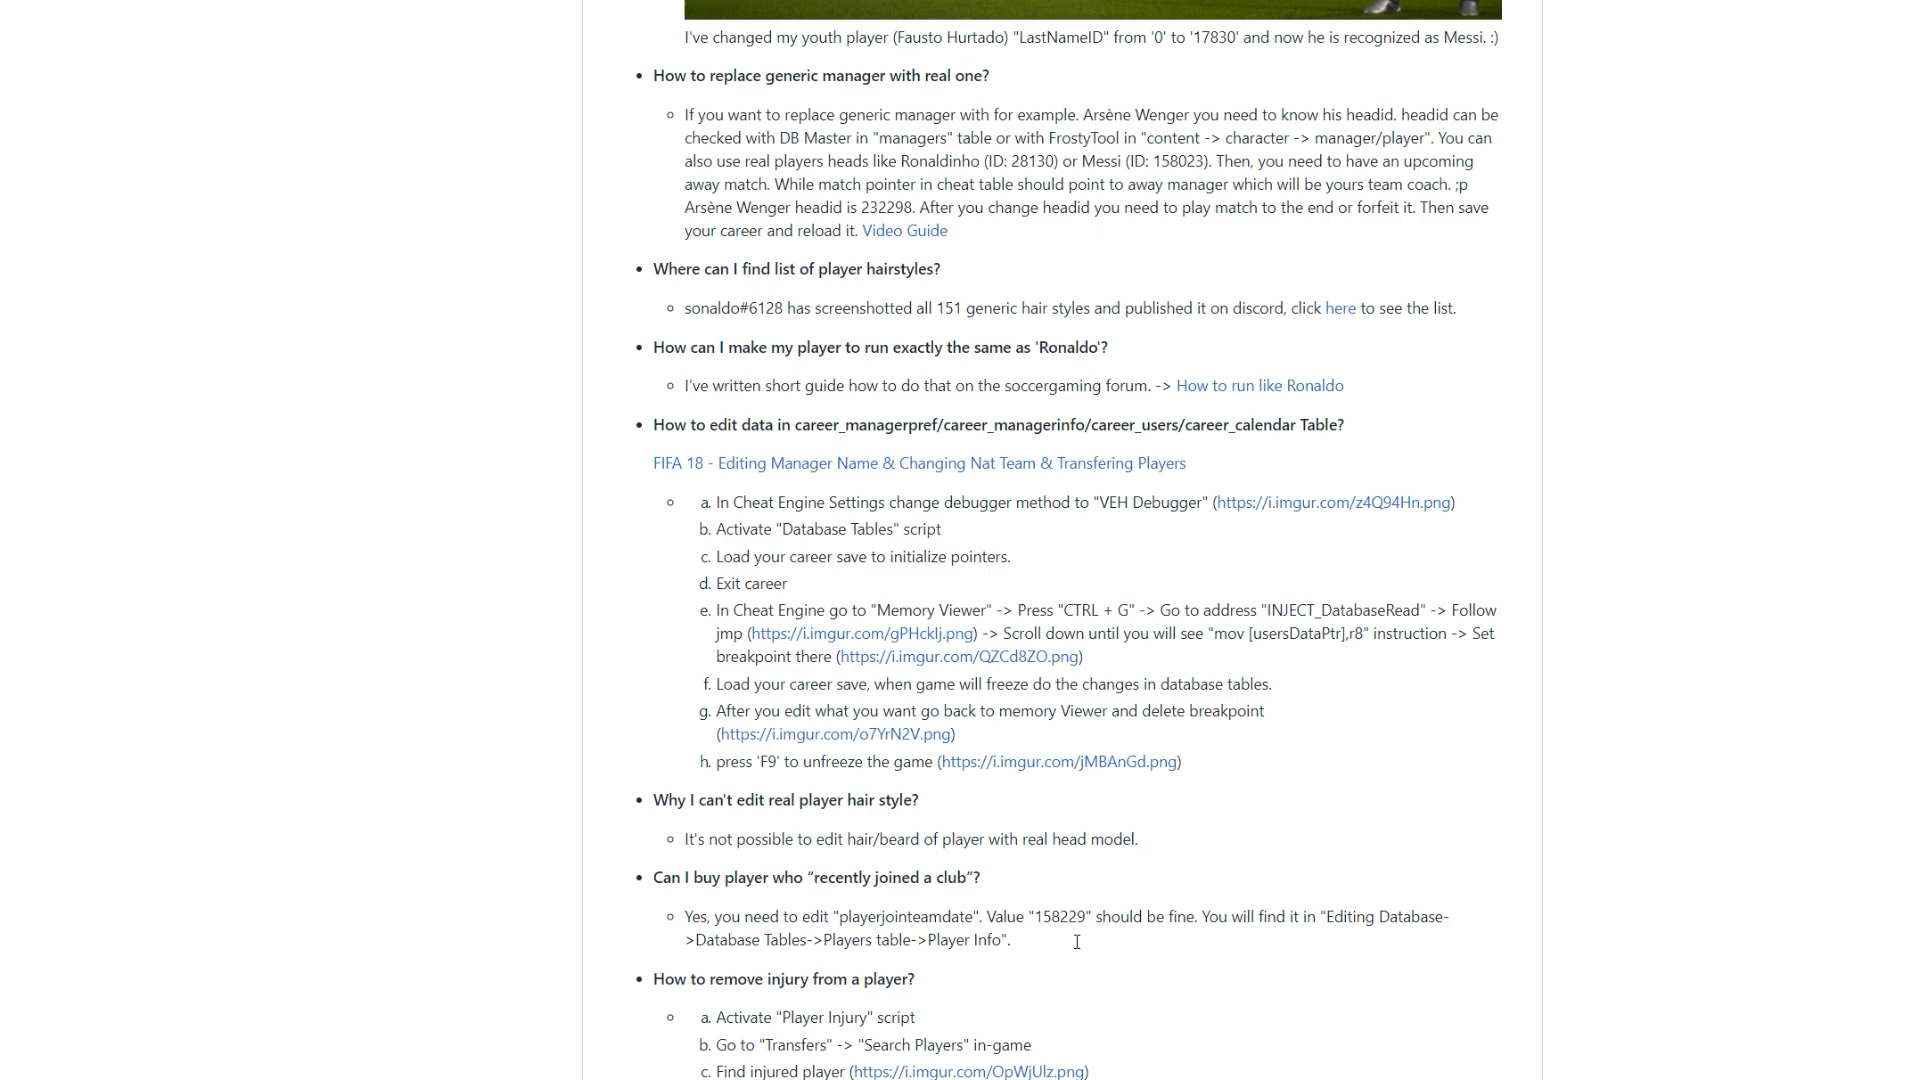 I've changed my youth player (Fausto Hurtado) "LastNameID" from '0' to '17830' and now he is recognized as Messi. :)
• How to replace generic manager with real one?
If you want to replace generic manager with for example. Arsène Wenger you need to know his headid. headid can be
checked with DB Master in "managers" table or with FrostyTool in "content -> character -> manager/player". You can
also use real players heads like Ronaldinho (ID: 28130) or Messi (ID: 158023). Then, you need to have an upcoming
away match. While match pointer in cheat table should point to away manager which will be yours team coach. ;p
Arsène Wenger headid is 232298. After you change headid you need to play match to the end or forfeit it. Then save
your career and reload it. Video Guide
• Where can I find list of player hairstyles?
sonaldo#6128 has screenshotted all 151 generic hair styles and published it on discord, click here to see the list.
• How can I make my player to run exactly the same as 'Ronaldo'?
I've written short guide how to do that on the soccergaming forum. -> How to run like Ronaldo
• How to edit data in career_managerpref/career_managerinfo/career_users/career_calendar Table?
FIFA 18 - Editing Manager Name & Changing Nat Team & Transfering Players
a. In Cheat Engine Settings change debugger method to "VEH Debugger" (https://i.imgur.com/z4Q94Hn.png)
b. Activate "Database Tables" script
c. Load your career save to initialize pointers.
d. Exit career
e. In Cheat Engine go to "Memory Viewer" -> Press "CTRL + G" -> Go to address "INJECT_DatabaseRead" -> Follow
jmp (https://i.imgur.com/gPHckIj.png) -> Scroll down until you will see "mov [usersDataPtr],r8" instruction -> Set
breakpoint there (https://i.imgur.com/QZCd8ZO.png)
f. Load your career save, when game will freeze do the changes in database tables.
g. After you edit what you want go back to memory Viewer and delete breakpoint
(https://i.imgur.com/o7YrN2V.png)
h. press 'F9' to unfreeze the game (https://i.imgur.com/jMBAnGd.png)
• Why I can't edit real player hair style?
It's not possible to edit hair/beard of player with real head model.
• Can I buy player who “recently joined a club”?
Yes, you need to edit "playerjointeamdate". Value "158229" should be fine. You will find it in "Editing Database-
>Database Tables->Players table->Player Info".
• How to remove injury from a player?
a. Activate "Player Injury" script
b. Go to "Transfers" -> "Search Players" in-game
c. Find injured player (https://i.imgur.com/OpWjUlz.png)